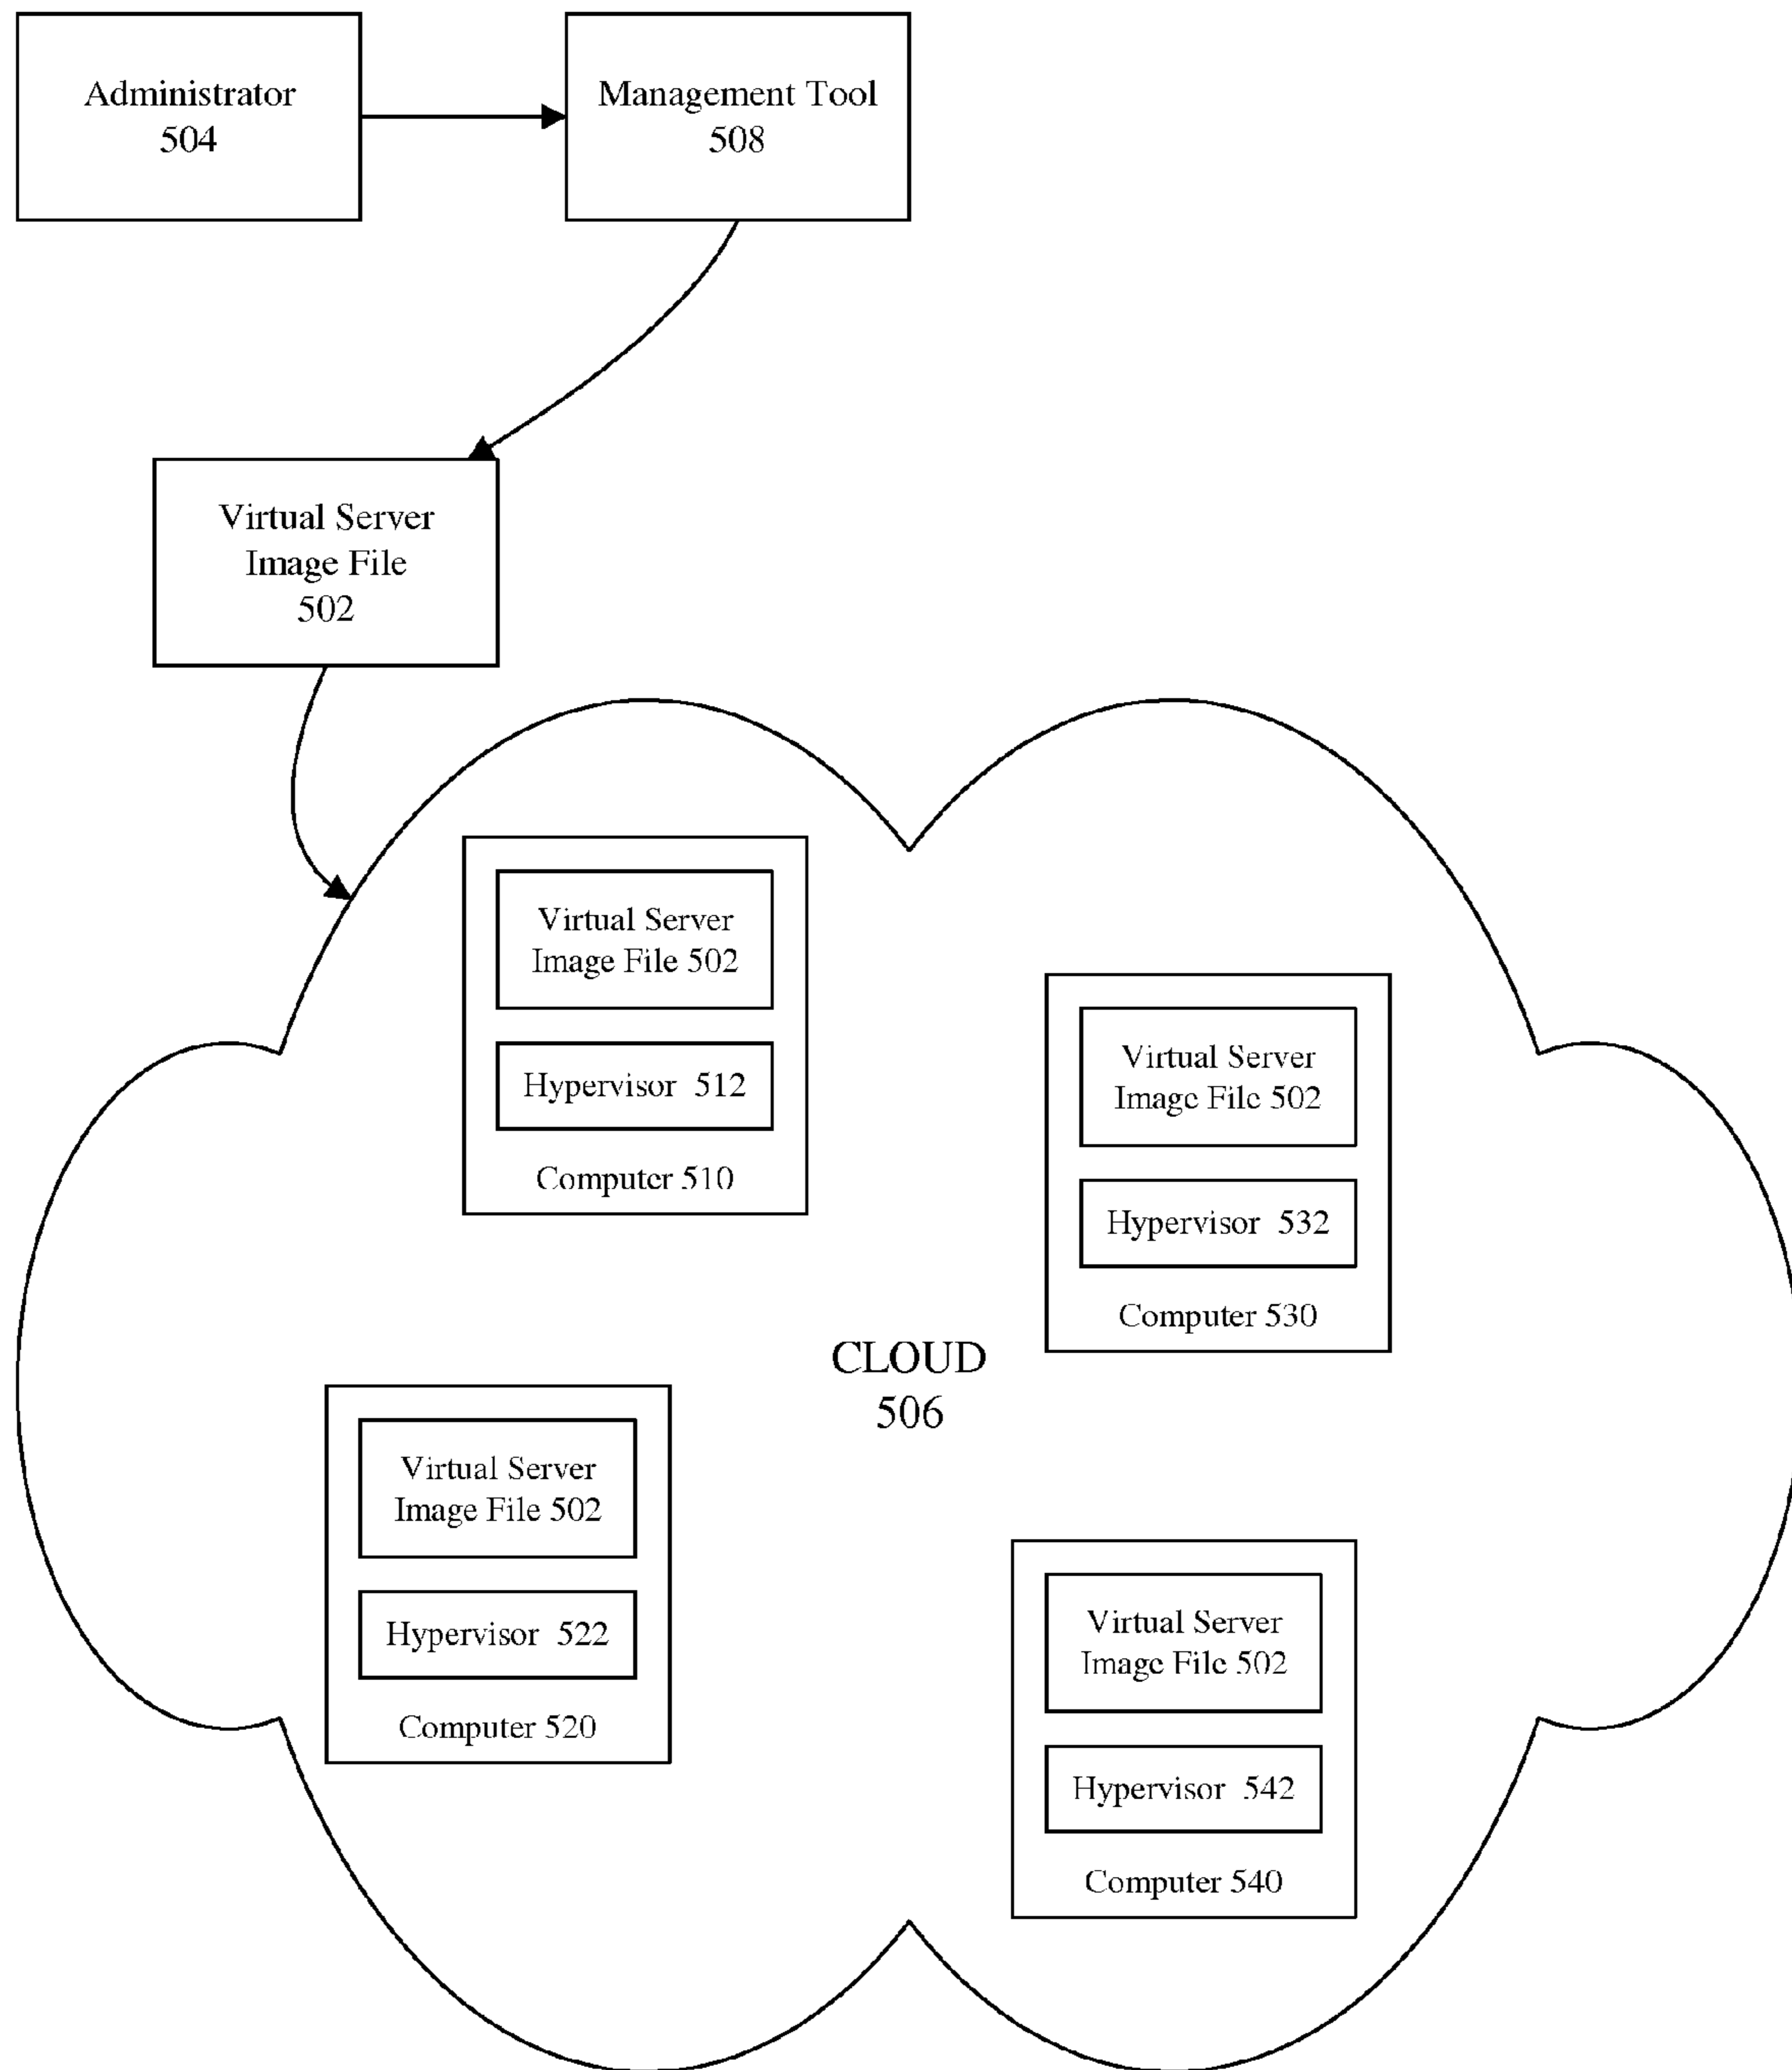 Administrator
504
Management Tool
508
Virtual Server
Image File
502
Virtual Server
Image File 502
Hypervisor 512
Computer 510
Virtual Server
Image File 502
Hypervisor 532
Computer 530
CLOUD
506
Virtual Server
Image File 502
Hypervisor 522
Computer 520
Virtual Server
Image File 502
Hypervisor 542
Computer 540